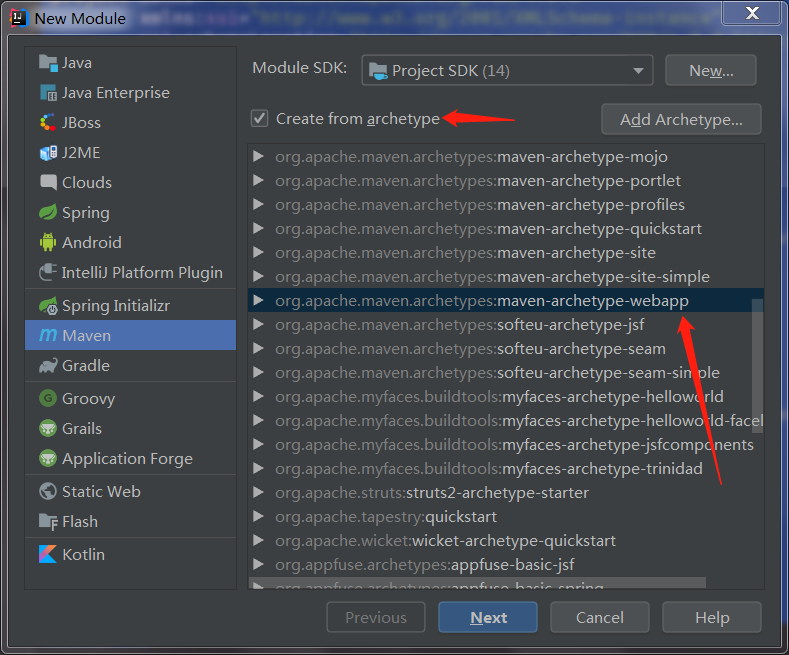 New Module
Java
Java Enterprise
JBoss
J2ME
Clouds
Spring
Android
IntelliJ Platform Plugin
Spring Initializr
Maven
Gradle
Groovy
Grails
Application Forge
Static Web
Flash
Kotlin
Module SDK: Project SDK (14) New...
Create from archetype Add Archetype...
org.apache.maven.archetypes:maven-archetype-mojo
org.apache.maven.archetypes:maven-archetype-portlet
org.apache.maven.archetypes:maven-archetype-profiles
org.apache.maven.archetypes:maven-archetype-quickstart
org.apache.maven.archetypes:maven-archetype-site
org.apache.maven.archetypes:maven-archetype-site-simple
org.apache.maven.archetypes:maven-archetype-webapp
org.apache.maven.archetypes:softeu-archetype-jsf
org.apache.maven.archetypes:softeu-archetype-seam
org.apache.maven.archetypes:softeu-archetype-seam-simple
org.apache.myfaces.buildtools:myfaces-archetype-helloworld
org.apache.myfaces.buildtools:myfaces-archetype-helloworld-facel
org.apache.myfaces.buildtools:myfaces-archetype-jsfcomponents
org.apache.myfaces.buildtools:myfaces-archetype-trinidad
org.apache.struts:struts2-archetype-starter
org.apache.tapestry:quickstart
org.apache.wicket:wicket-archetype-quickstart
org.appfuse.archetypes:appfuse-basic-jsf
org.appfuse.archetypes:appfuse-basic-spring
Previous Next Cancel Help